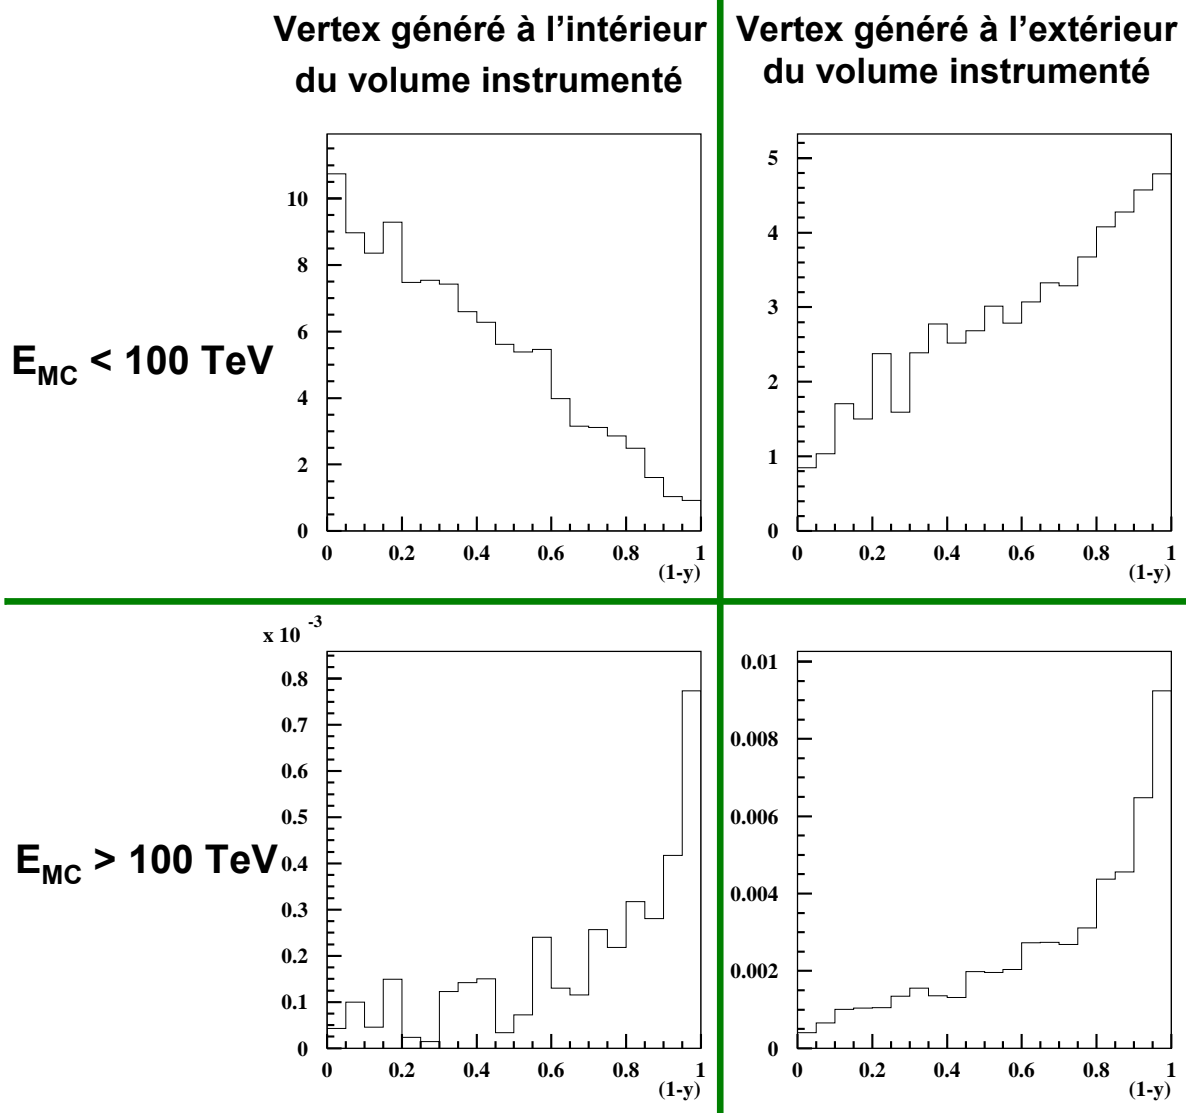 Vertex généré à l’intérieur
du volume instrumenté
Vertex généré à l’extérieur
du volume instrumenté
E_MC < 100 TeV
10
8
6
4
2
0
0 0.2 0.4 0.6 0.8 1
(1-y)
5
4
3
2
1
0
0 0.2 0.4 0.6 0.8 1
(1-y)
E_MC > 100 TeV
x 10 -3
0.8
0.7
0.6
0.5
0.4
0.3
0.2
0.1
0
0 0.2 0.4 0.6 0.8 1
(1-y)
0.01
0.008
0.006
0.004
0.002
0
0 0.2 0.4 0.6 0.8 1
(1-y)